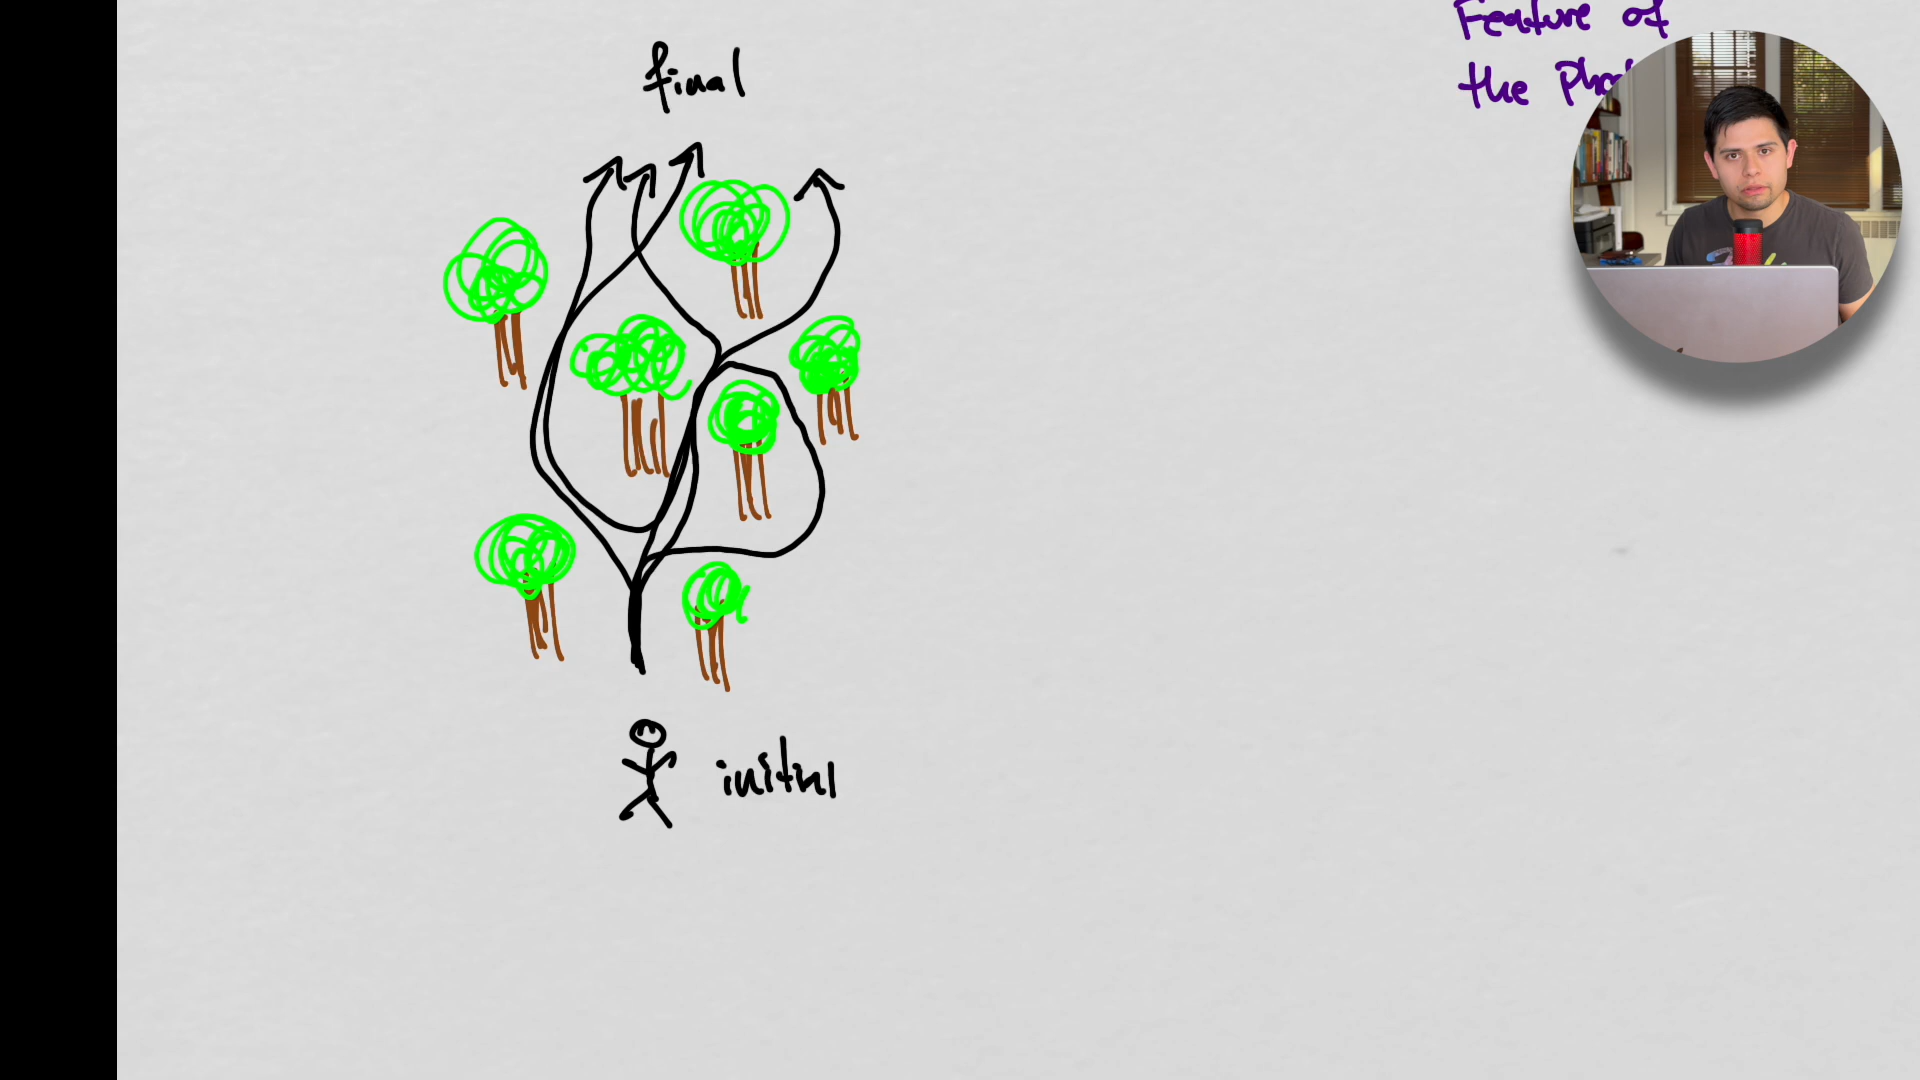 final
Feature of
the
initial